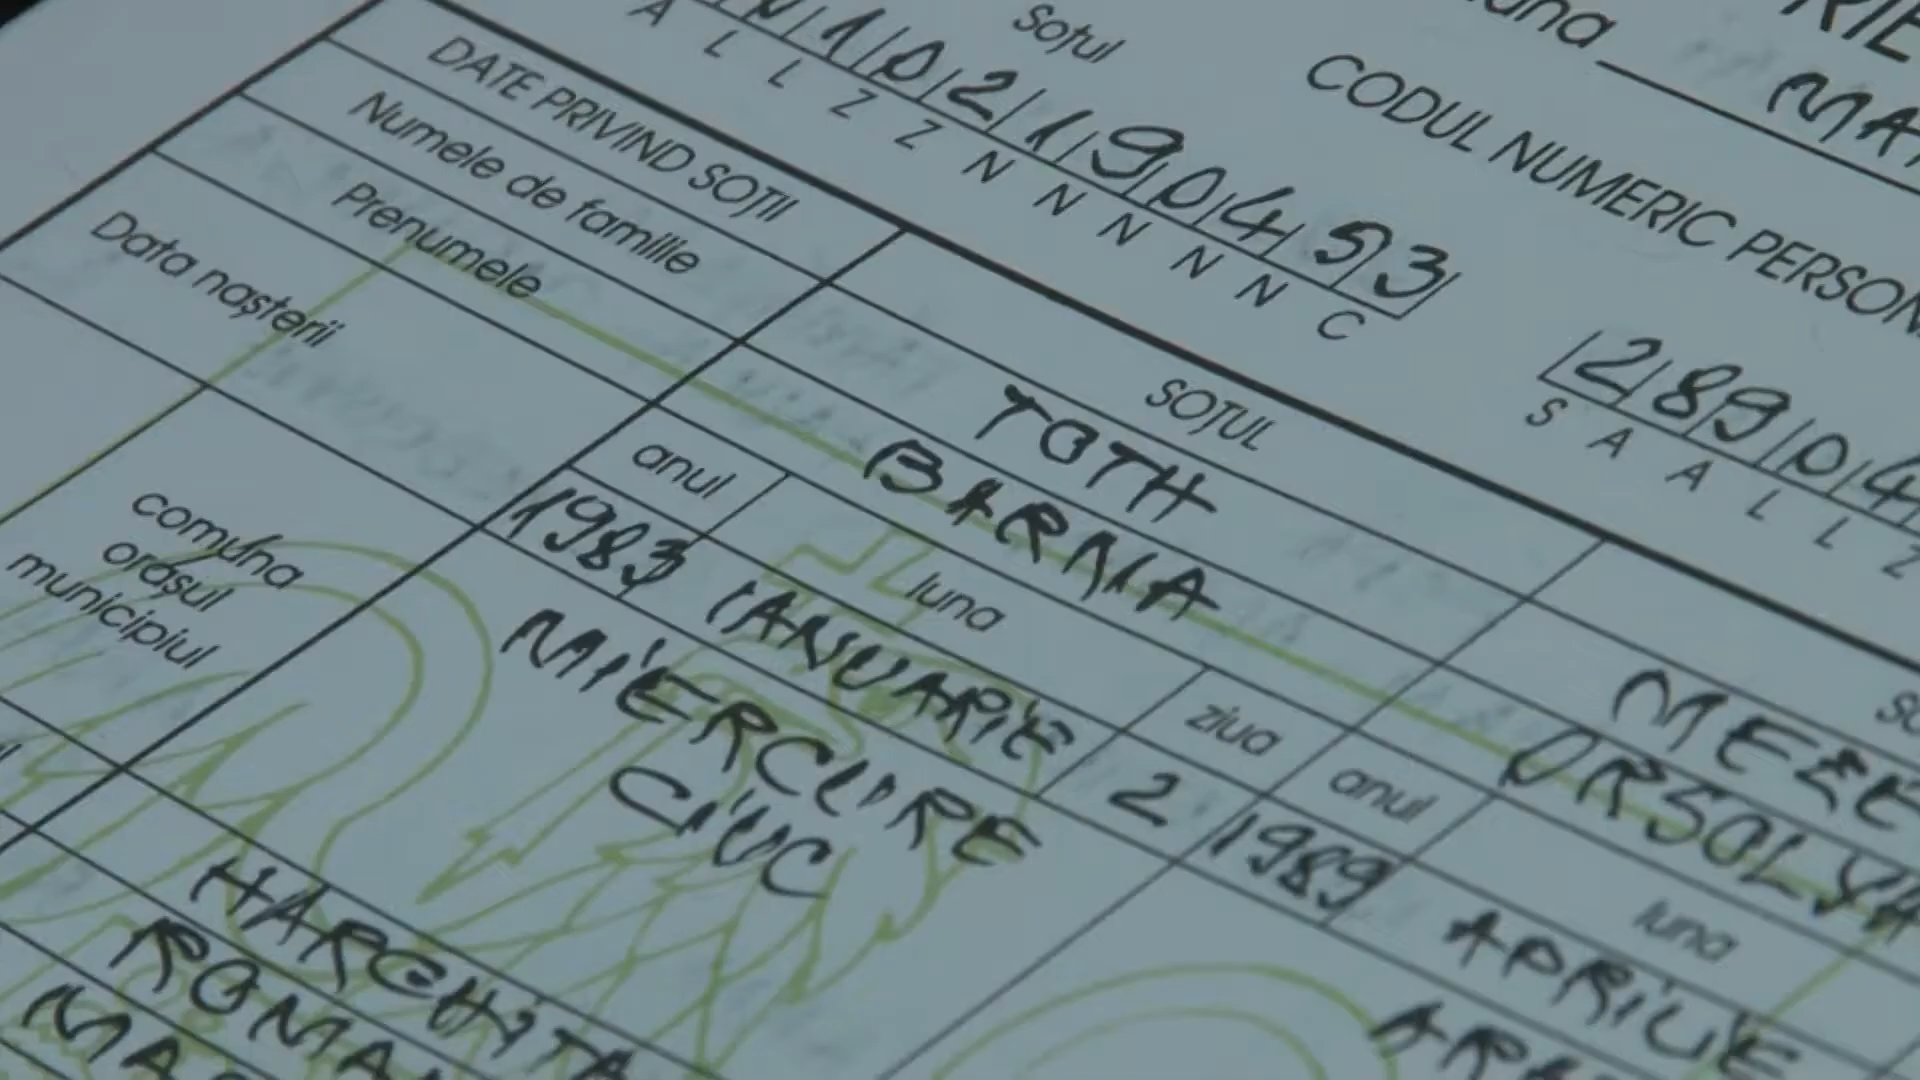 Soțul
luna
MA
CODUL NUMERIC PERSON
1 0 2 1 9 0 4 5 3
A L L Z Z N N N N N C
2 8 9 0 4
S A A L L Z
DATE PRIVIND SOȚII
SOȚUL
Numele de familie
TOTH
Prenumele
BARNA
ORSOLYA
Data nașterii
anul
luna
ziua
anul
luna
1983 IANUARIE 2
1989 APRILIE
comuna
orașul
municipiul
MIERCUREA
CIUC
HARGHITA